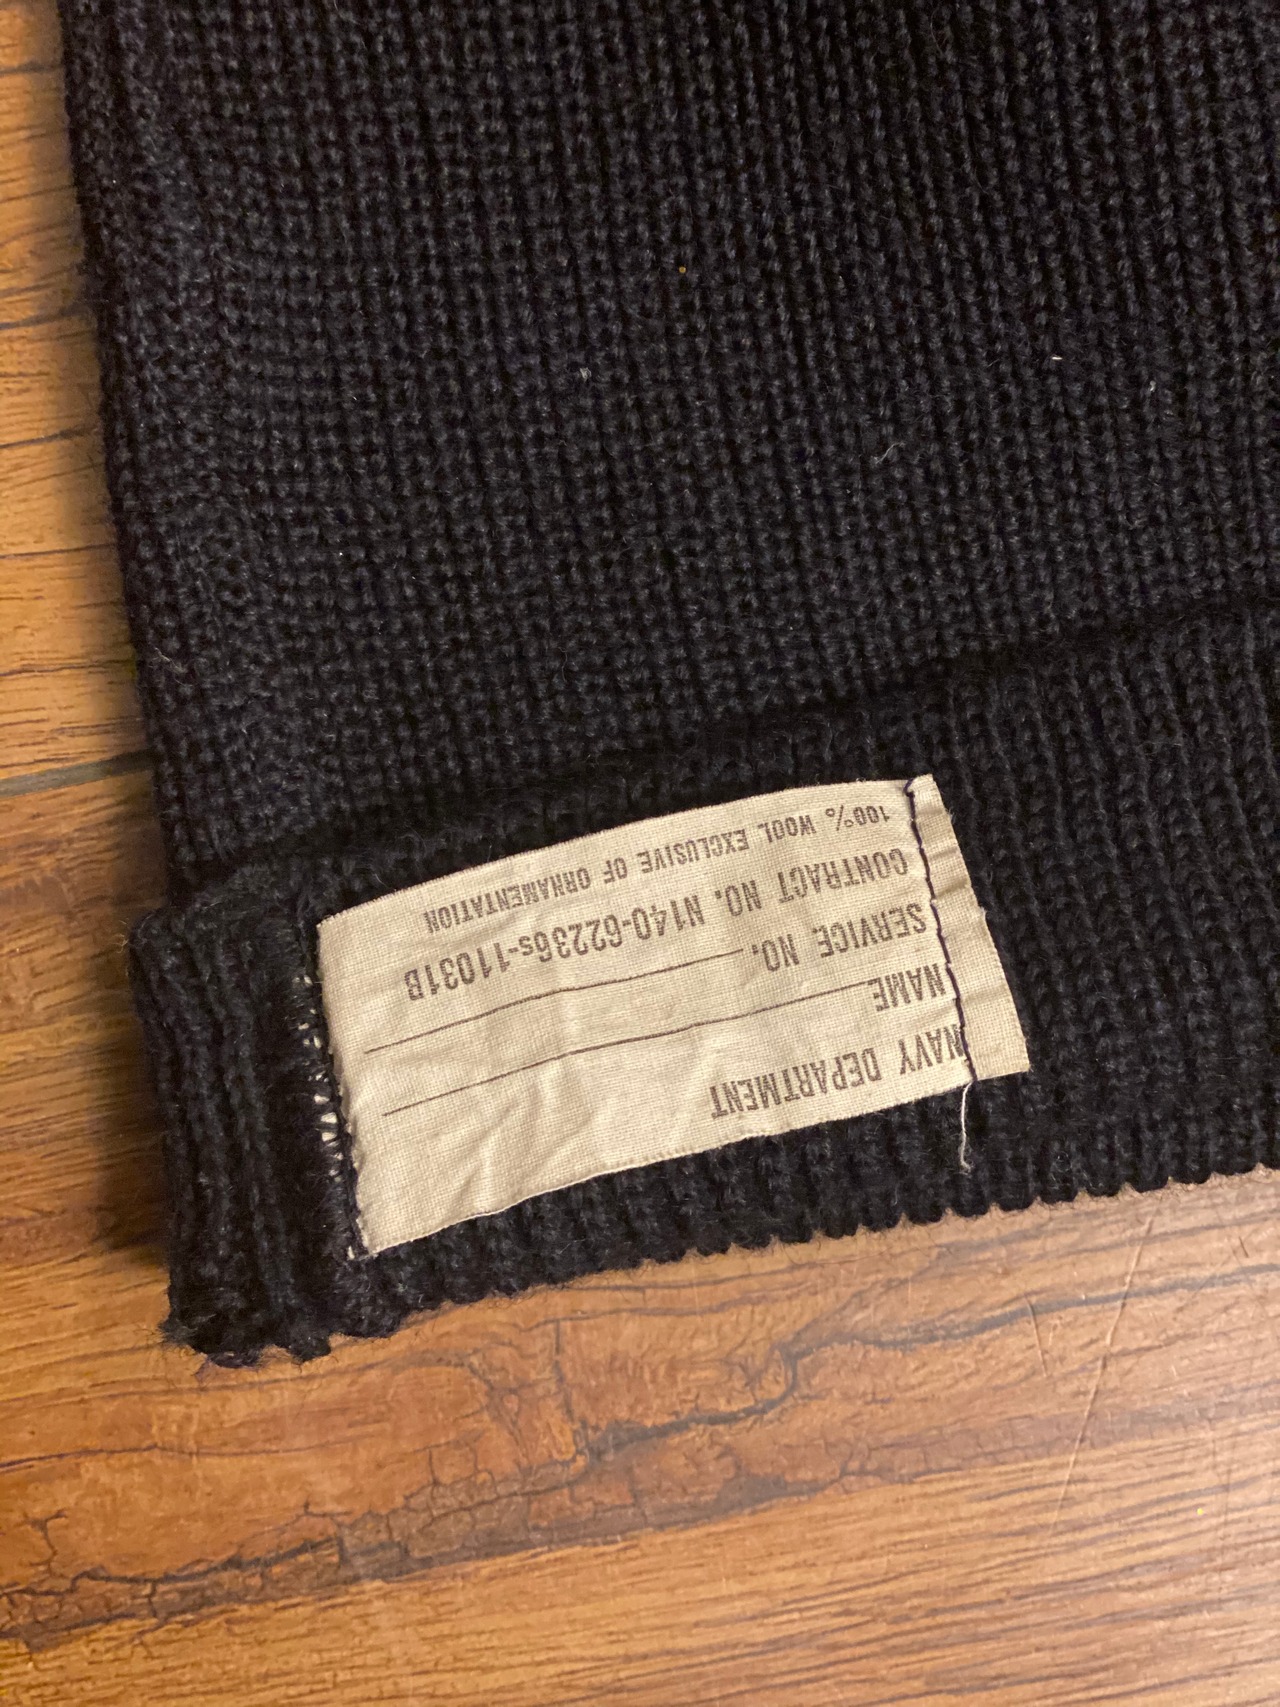 NAVY DEPARTMENT
NAME
SERVICE NO.
CONTRACT NO. N140-62236s-11031B
100% WOOL EXCLUSIVE OF ORNAMENTATION